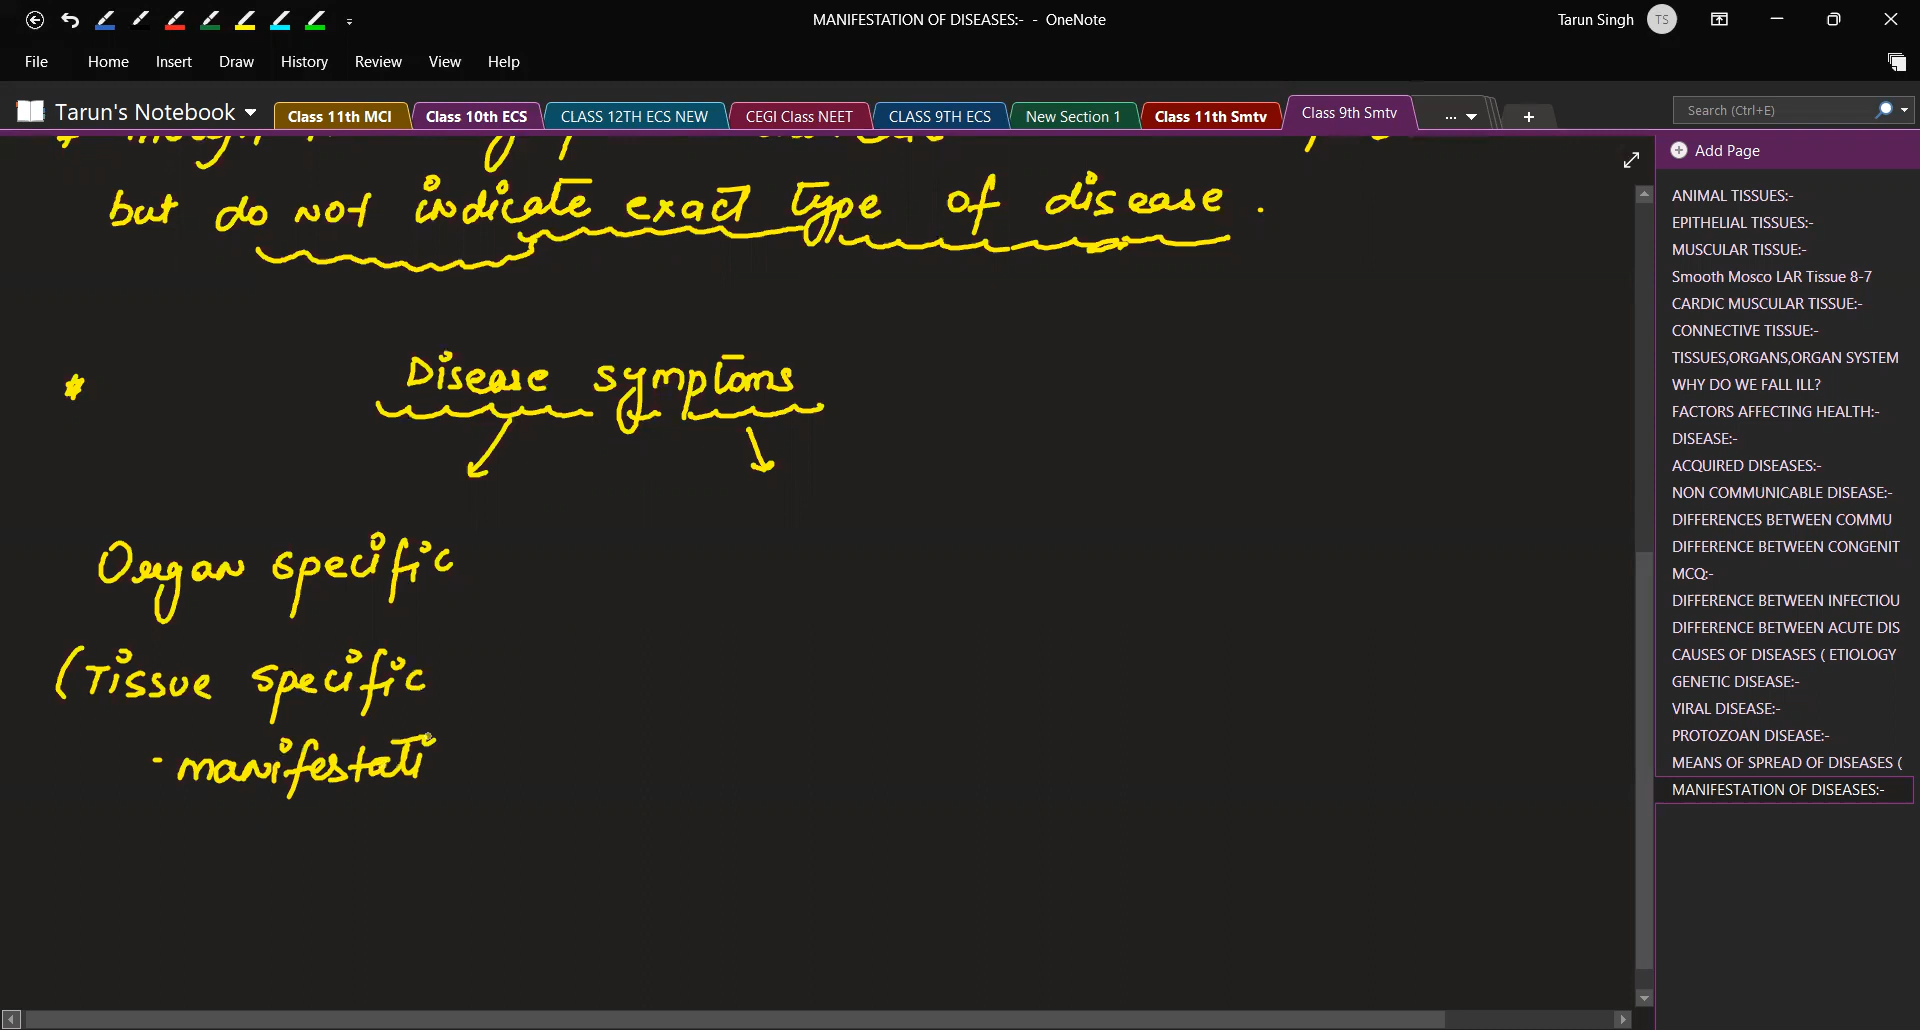 MANIFESTATION OF DISEASES:- - OneNote
Tarun Singh
TS
File Home Insert Draw History Review View Help
Tarun's Notebook
Class 11th MCI
Class 10th ECS
CLASS 12TH ECS NEW
CEGI Class NEET
CLASS 9TH ECS
New Section 1
Class 11th Smtv
Class 9th Smtv
...
+
Search (Ctrl+E)
but do not indicate exact type of disease .
* Disease symptoms
Organ specific
(Tissue specific
- manifestati
Add Page
ANIMAL TISSUES:-
EPITHELIAL TISSUES:-
MUSCULAR TISSUE:-
Smooth Mosco LAR Tissue 8-7
CARDIC MUSCULAR TISSUE:-
CONNECTIVE TISSUE:-
TISSUES,ORGANS,ORGAN SYSTEM
WHY DO WE FALL ILL?
FACTORS AFFECTING HEALTH:-
DISEASE:-
ACQUIRED DISEASES:-
NON COMMUNICABLE DISEASE:-
DIFFERENCES BETWEEN COMMU
DIFFERENCE BETWEEN CONGENIT
MCQ:-
DIFFERENCE BETWEEN INFECTIOU
DIFFERENCE BETWEEN ACUTE DIS
CAUSES OF DISEASES ( ETIOLOGY
GENETIC DISEASE:-
VIRAL DISEASE:-
PROTOZOAN DISEASE:-
MEANS OF SPREAD OF DISEASES (
MANIFESTATION OF DISEASES:-